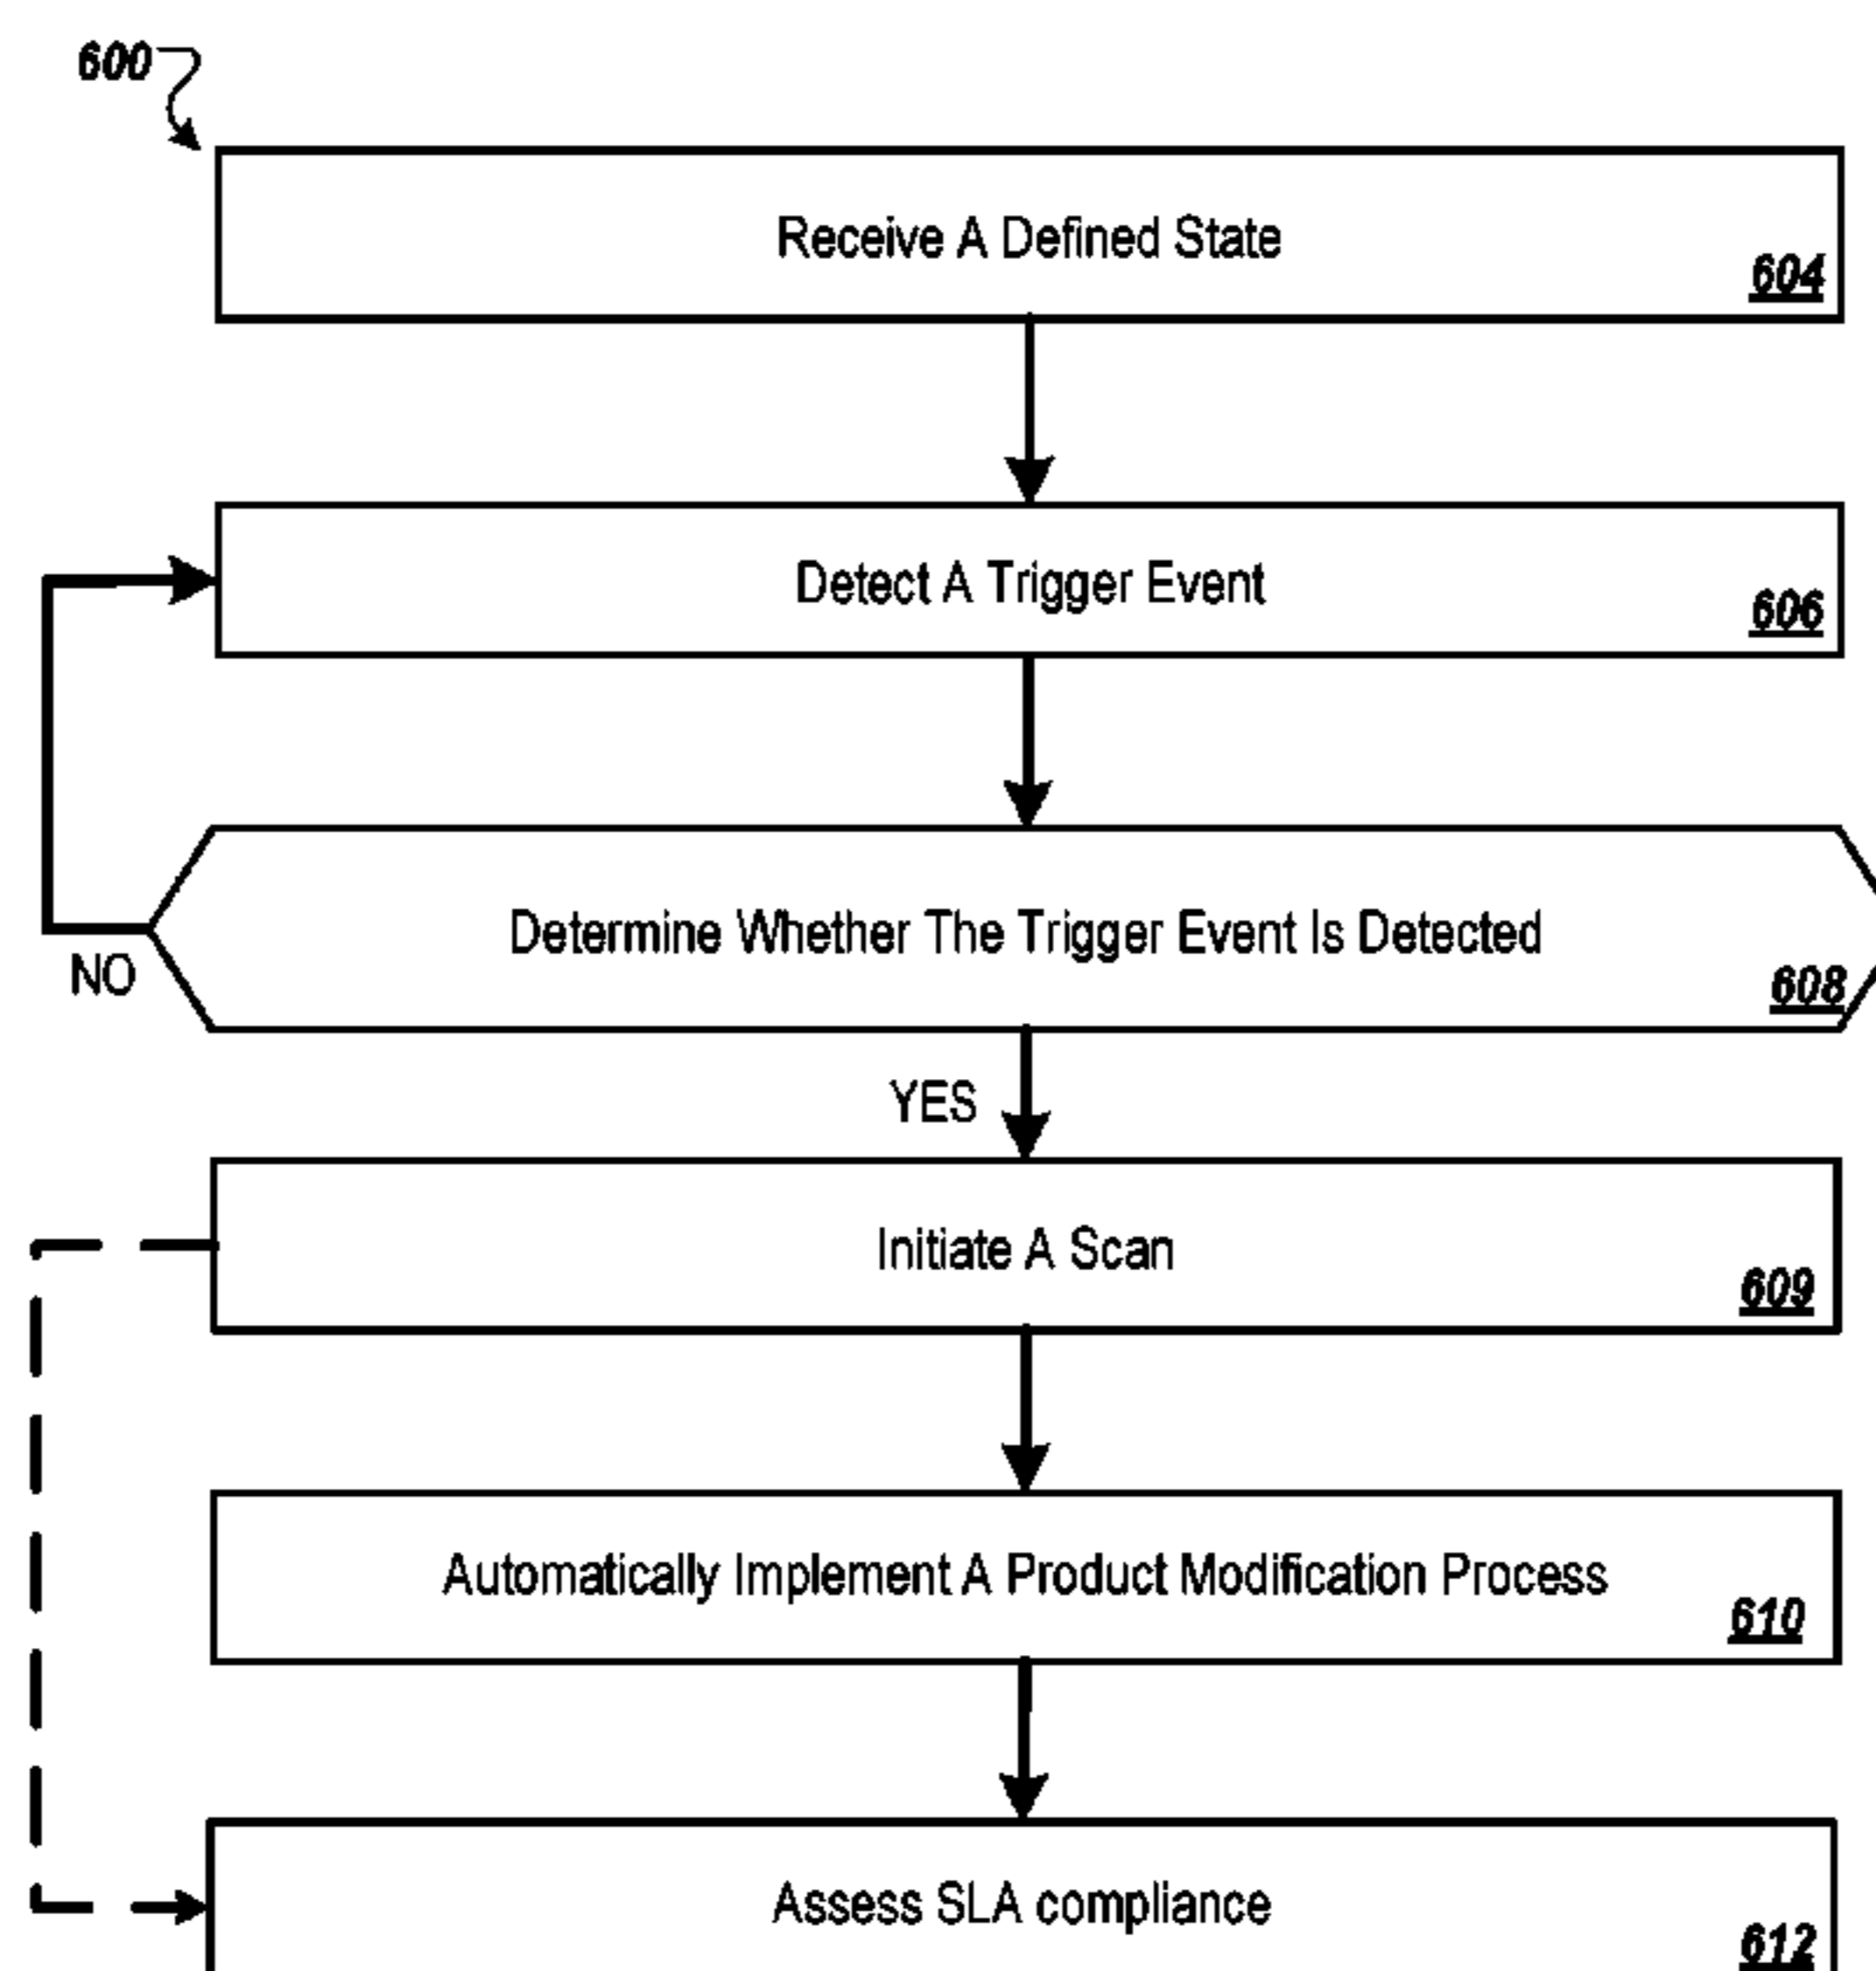 600
Receive A Defined State
604
Detect A Trigger Event
606
Determine Whether The Trigger Event Is Detected
608
NO
YES
Initiate A Scan
609
Automatically Implement A Product Modification Process
610
Assess SLA compliance
612